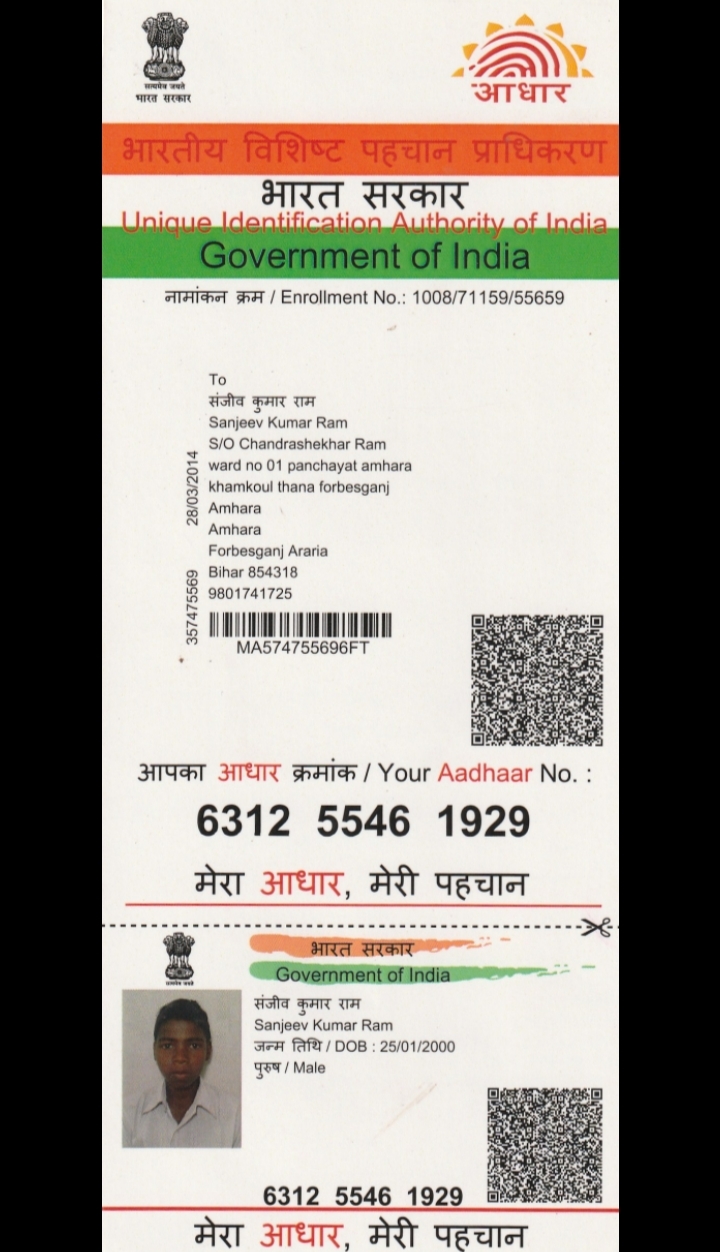 सत्यमेव जयते
भारत सरकार
आधार
भारतीय विशिष्ट पहचान प्राधिकरण
भारत सरकार
Unique Identification Authority of India
Government of India
नामांकन क्रम / Enrollment No.: 1008/71159/55659
To
संजीव कुमार राम
Sanjeev Kumar Ram
S/O Chandrashekhar Ram
ward no 01 panchayat amhara
khamkoul thana forbesganj
Amhara
Amhara
Forbesganj Araria
Bihar 854318
9801741725
28/03/2014
357475569
MA574755696FT
आपका आधार क्रमांक / Your Aadhaar No. :
6312 5546 1929
मेरा आधार, मेरी पहचान
भारत सरकार
Government of India
सत्यमेव जयते
संजीव कुमार राम
Sanjeev Kumar Ram
जन्म तिथि / DOB : 25/01/2000
पुरुष / Male
6312 5546 1929
मेरा आधार, मेरी पहचान